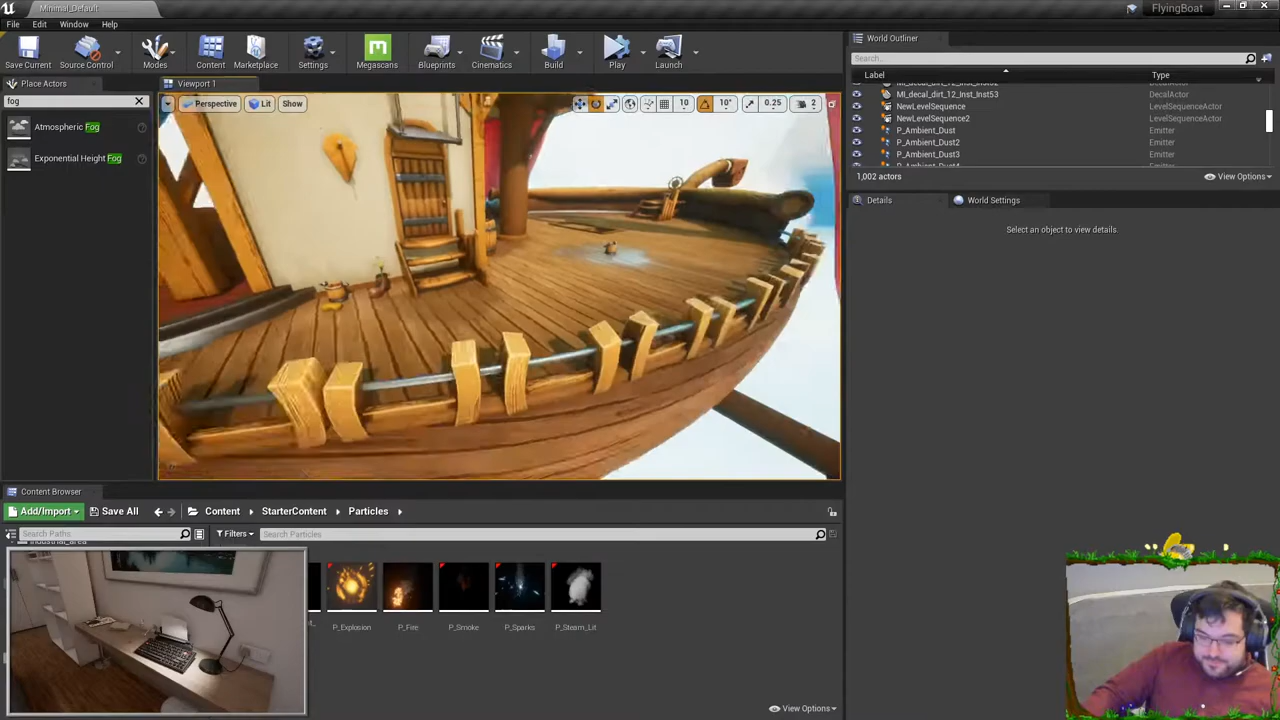 Minimal_Default
FlyingBoat
File Edit Window Help
Save Current
Source Control
Modes
Content
Marketplace
Settings
Megascans
Blueprints
Cinematics
Build
Play
Launch
World Outliner
Search...
Label
Type
MI_decal_dirt_12_Inst_Inst53
DecalActor
NewLevelSequence
LevelSequenceActor
NewLevelSequence2
LevelSequenceActor
P_Ambient_Dust
Emitter
P_Ambient_Dust2
Emitter
P_Ambient_Dust3
Emitter
1,002 actors
View Options
Place Actors
fog
Atmospheric Fog
Exponential Height Fog
Viewport 1
Perspective
Lit
Show
10
10°
0.25
2
Details
World Settings
Select an object to view details.
Content Browser
Add/Import
Save All
Content
StarterContent
Particles
Search Paths
Filters
Search Particles
P_Explosion
P_Fire
P_Smoke
P_Sparks
P_Steam_Lit
View Options